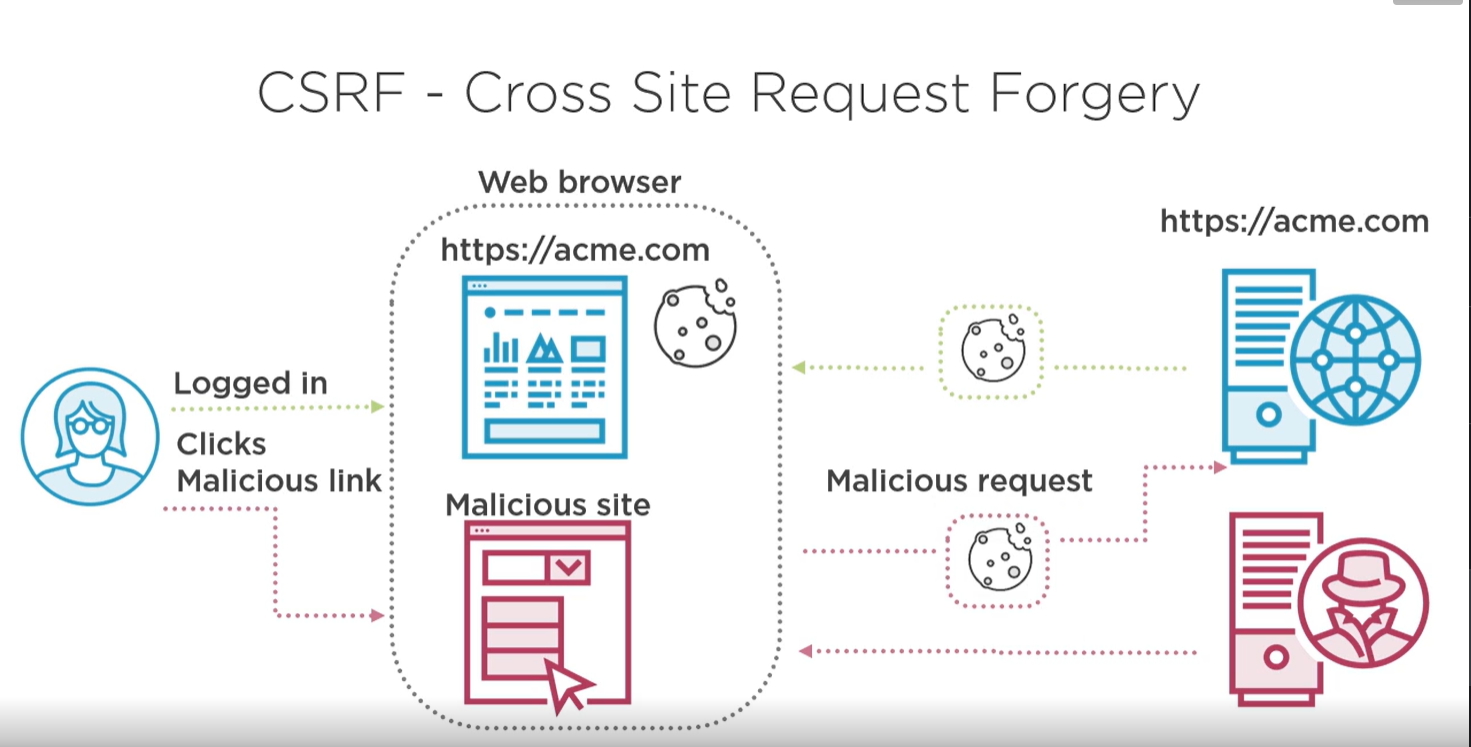 CSRF - Cross Site Request Forgery
Web browser
https://acme.com
https://acme.com
Logged in
Clicks
Malicious link
Malicious site
Malicious request